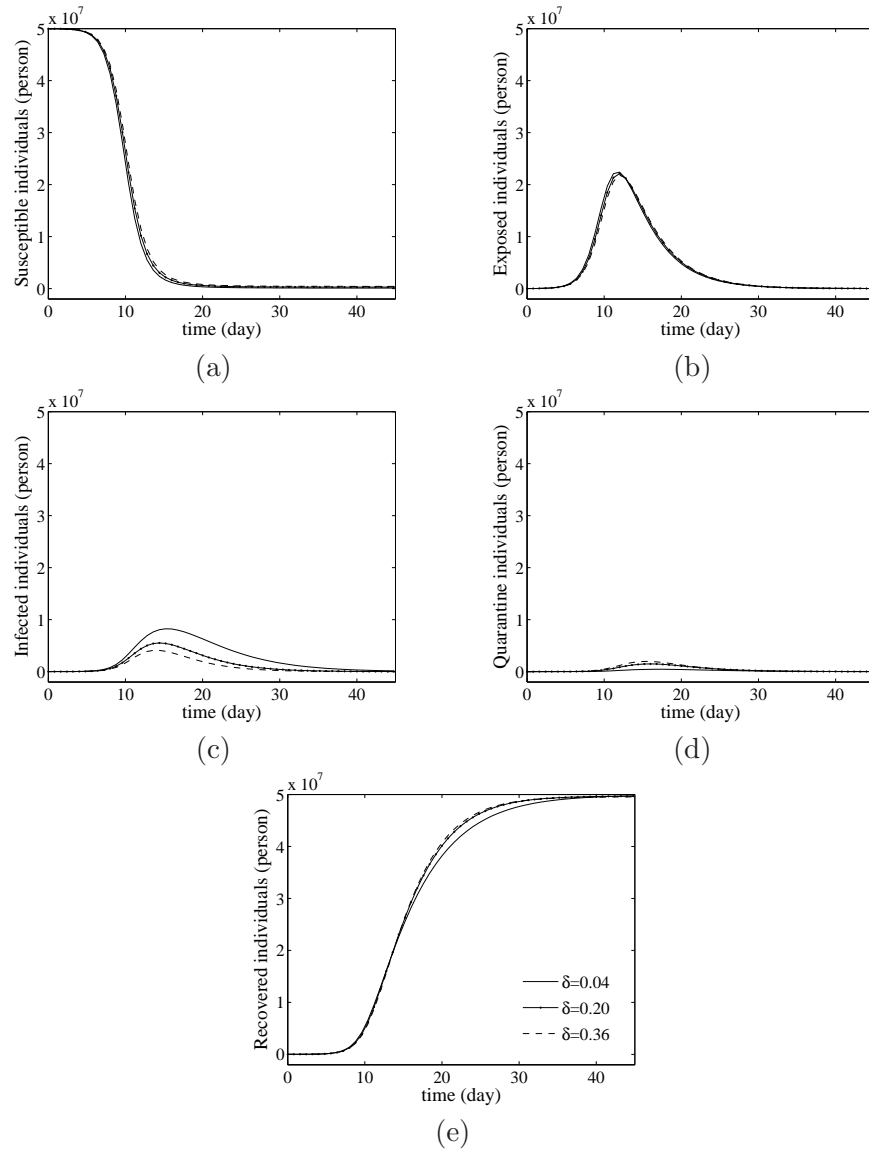 x 10^7
5
4
3
2
1
0
Susceptible individuals (person)
0 10 20 30 40
time (day)
(a)
x 10^7
5
4
3
2
1
0
Exposed individuals (person)
0 10 20 30 40
time (day)
(b)
x 10^7
5
4
3
2
1
0
Infected individuals (person)
0 10 20 30 40
time (day)
(c)
x 10^7
5
4
3
2
1
0
Quarantine individuals (person)
0 10 20 30 40
time (day)
(d)
x 10^7
5
4
3
2
1
0
Recovered individuals (person)
δ=0.04
δ=0.20
δ=0.36
0 10 20 30 40
time (day)
(e)